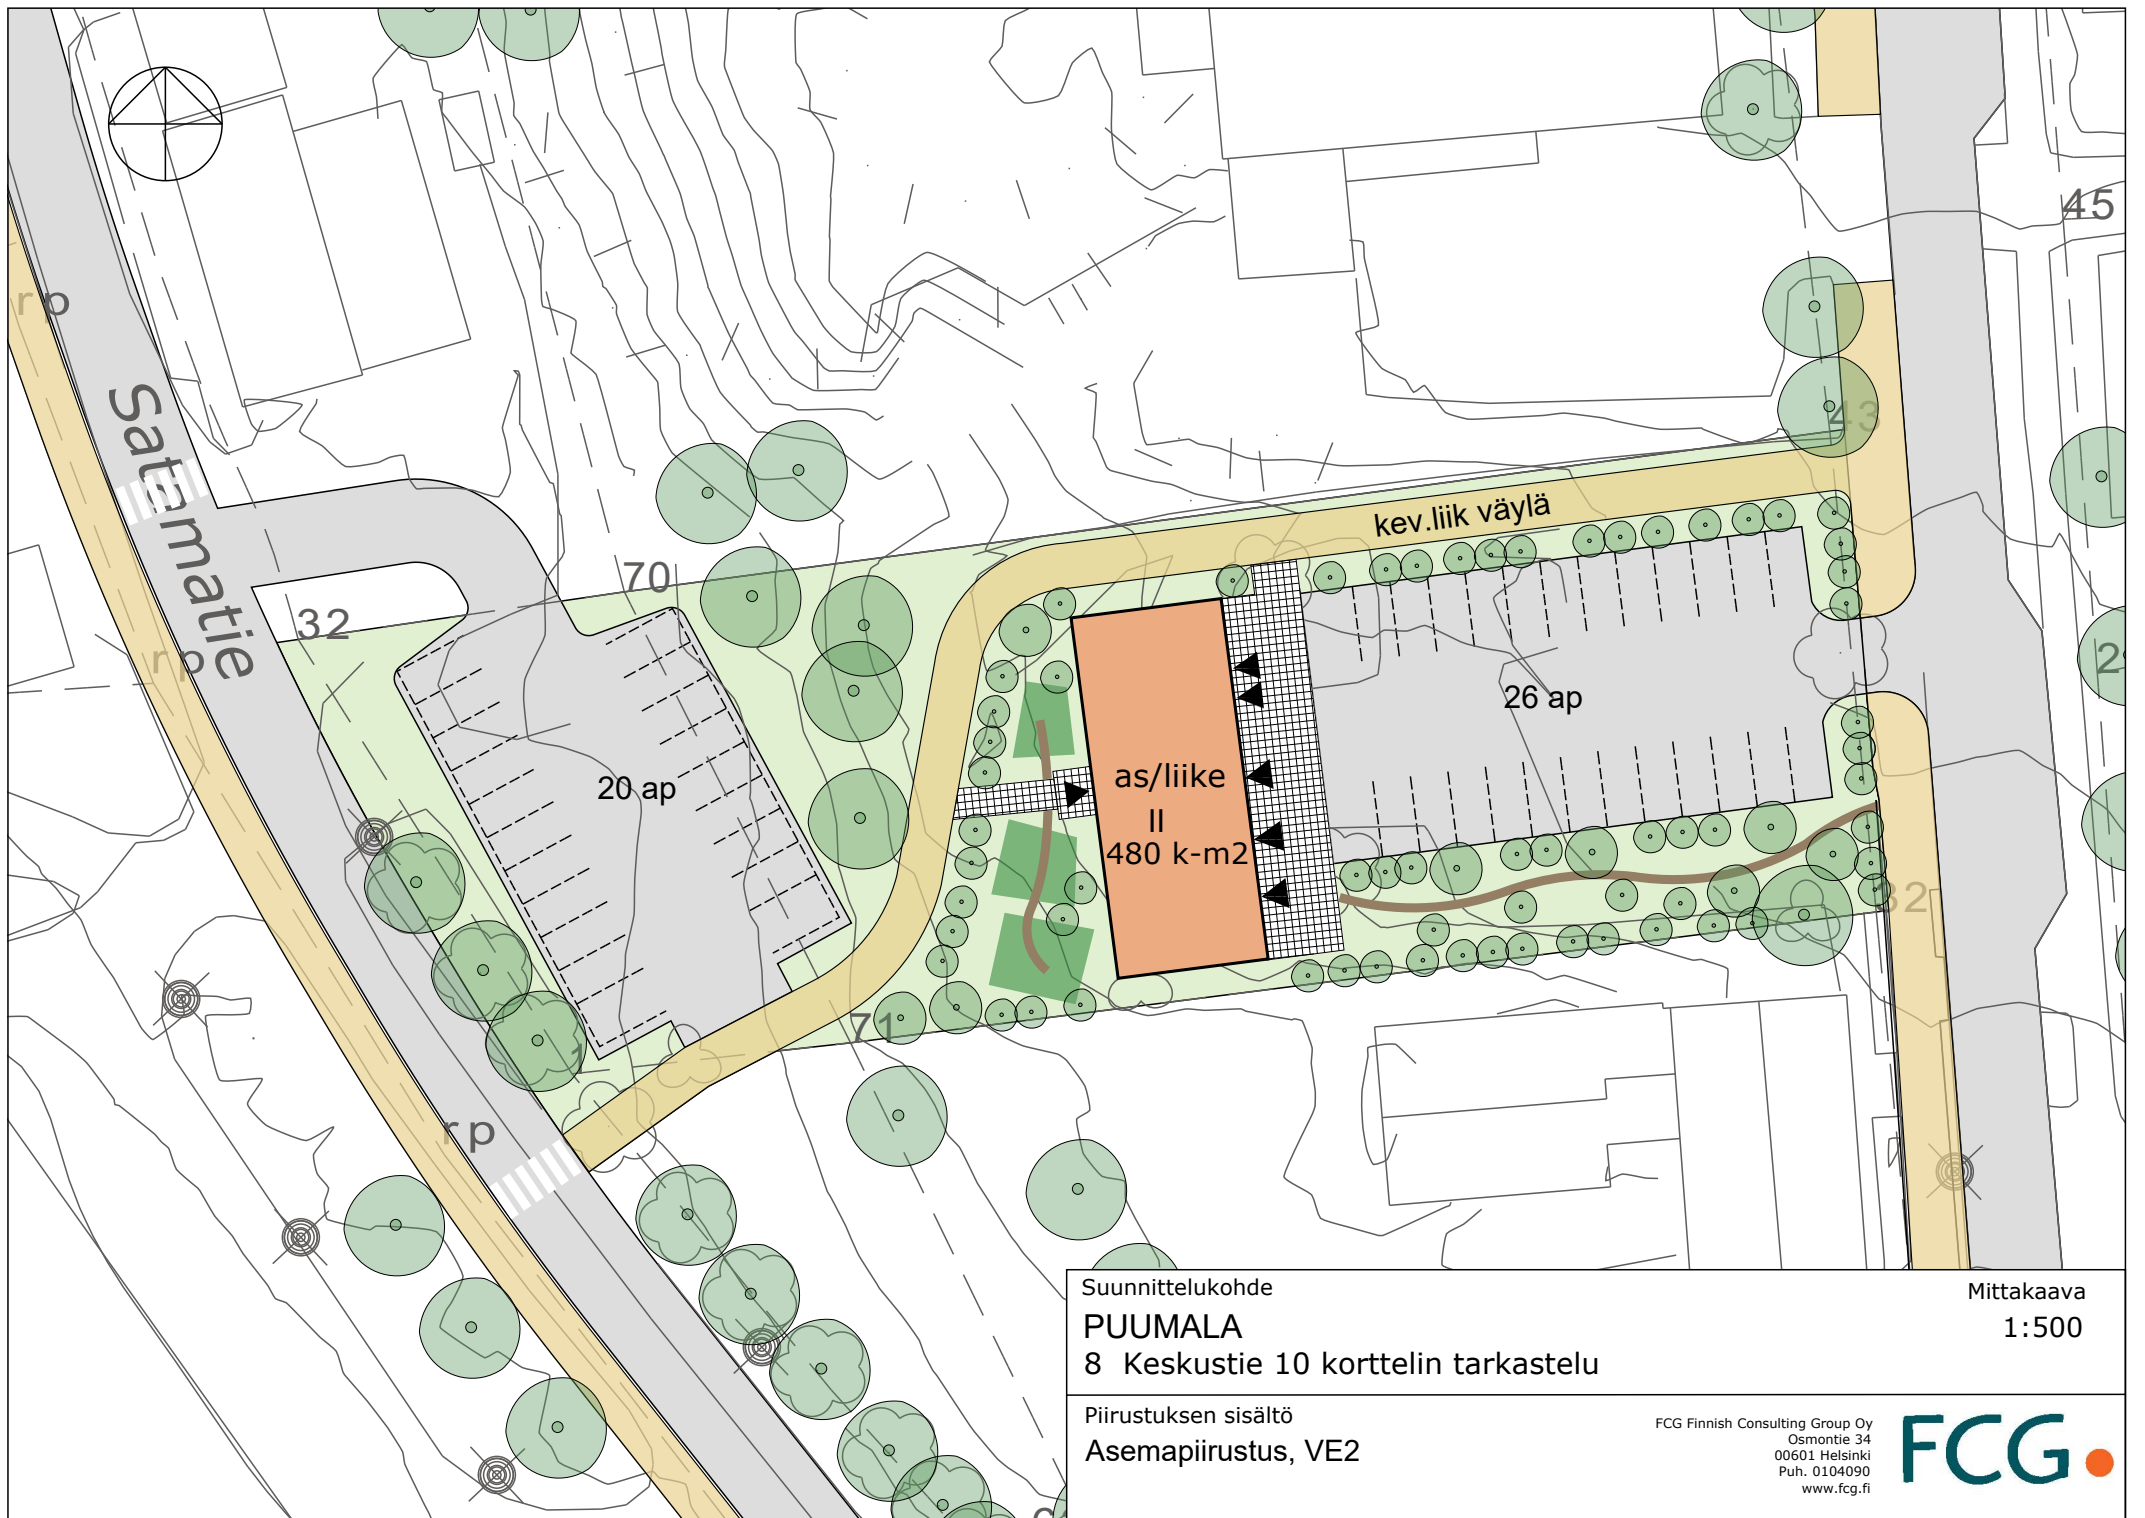 45
rp
43
Satamatie
kev.liik väylä
70
32
rp
26 ap
20 ap
as/liike
II
480 k-m2
32
71
1
rp
Suunnittelukohde
Mittakaava
PUUMALA
1:500
8 Keskustie 10 korttelin tarkastelu
Piirustuksen sisältö
Asemapiirustus, VE2
FCG Finnish Consulting Group Oy
Osmontie 34
00601 Helsinki
Puh. 0104090
www.fcg.fi
FCG